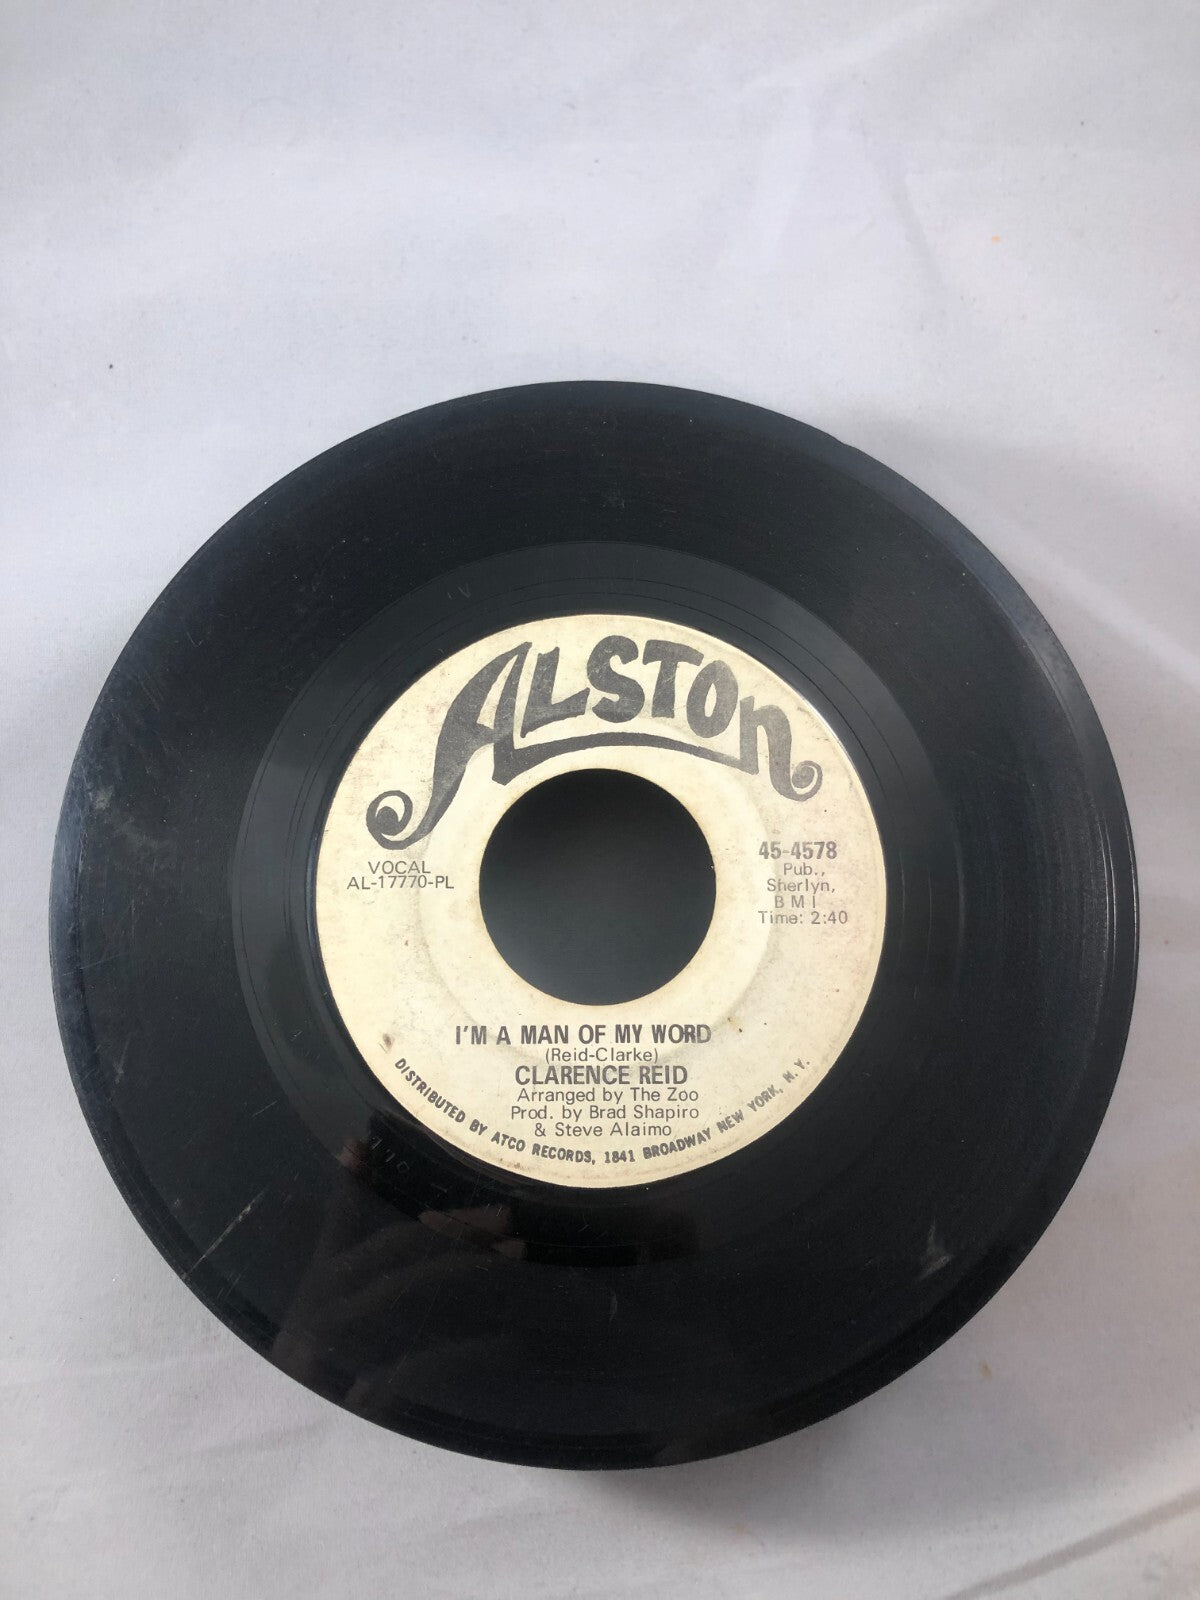 ALSTON
VOCAL
AL-17770-PL
45-4578
Pub.,
Sherlyn,
BMI
Time: 2:40
I'M A MAN OF MY WORD
(Reid-Clarke)
CLARENCE REID
Arranged by The Zoo
Prod. by Brad Shapiro
& Steve Alaimo
DISTRIBUTED BY ATCO RECORDS, 1841 BROADWAY NEW YORK, N.Y.